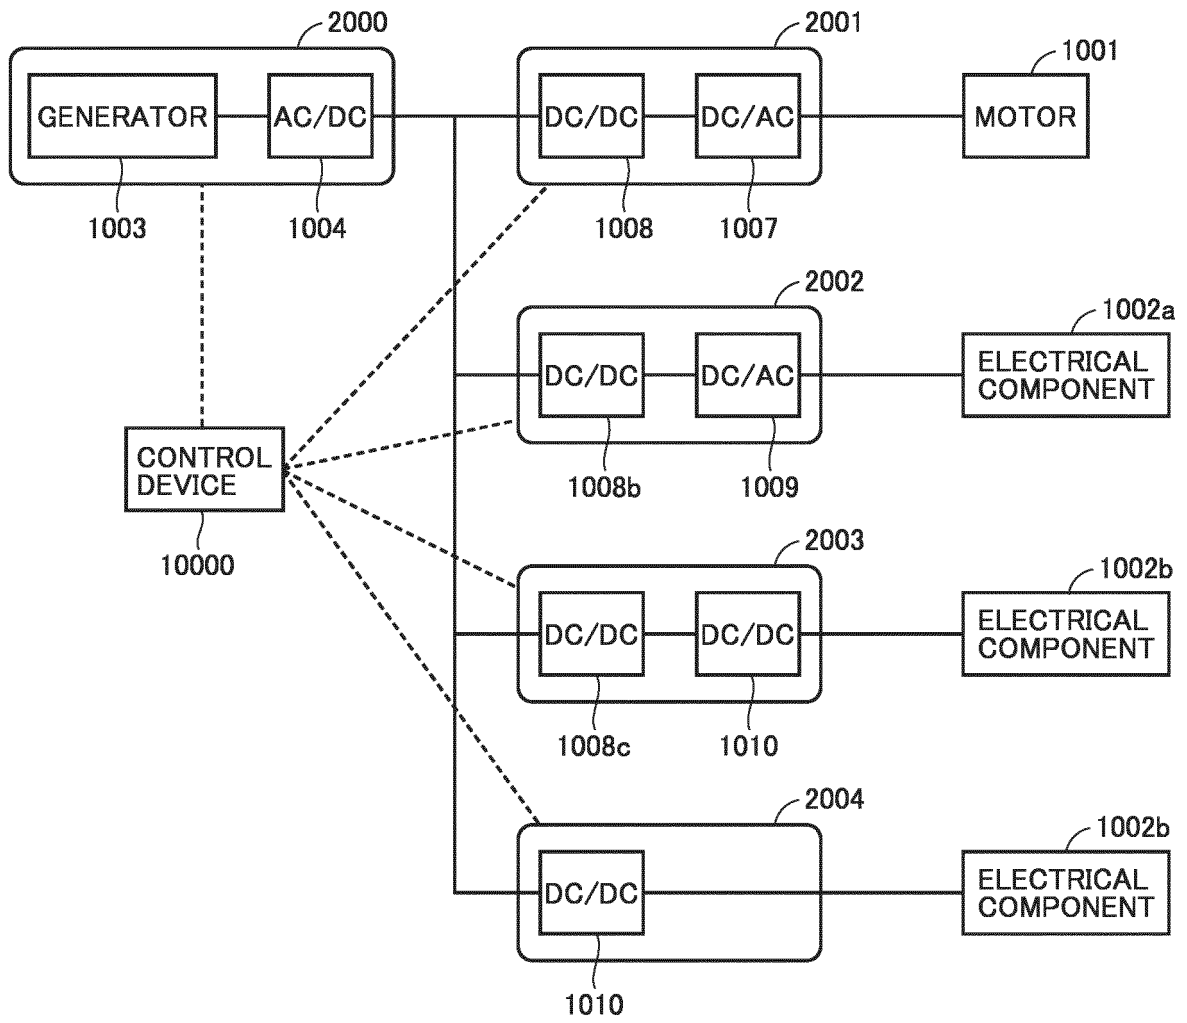 2000
2001
1001
GENERATOR
AC/DC
DC/DC
DC/AC
MOTOR
1003
1004
1008
1007
2002
1002a
DC/DC
DC/AC
ELECTRICAL
COMPONENT
CONTROL
DEVICE
1008b
1009
10000
2003
1002b
DC/DC
DC/DC
ELECTRICAL
COMPONENT
1008c
1010
2004
1002b
DC/DC
ELECTRICAL
COMPONENT
1010